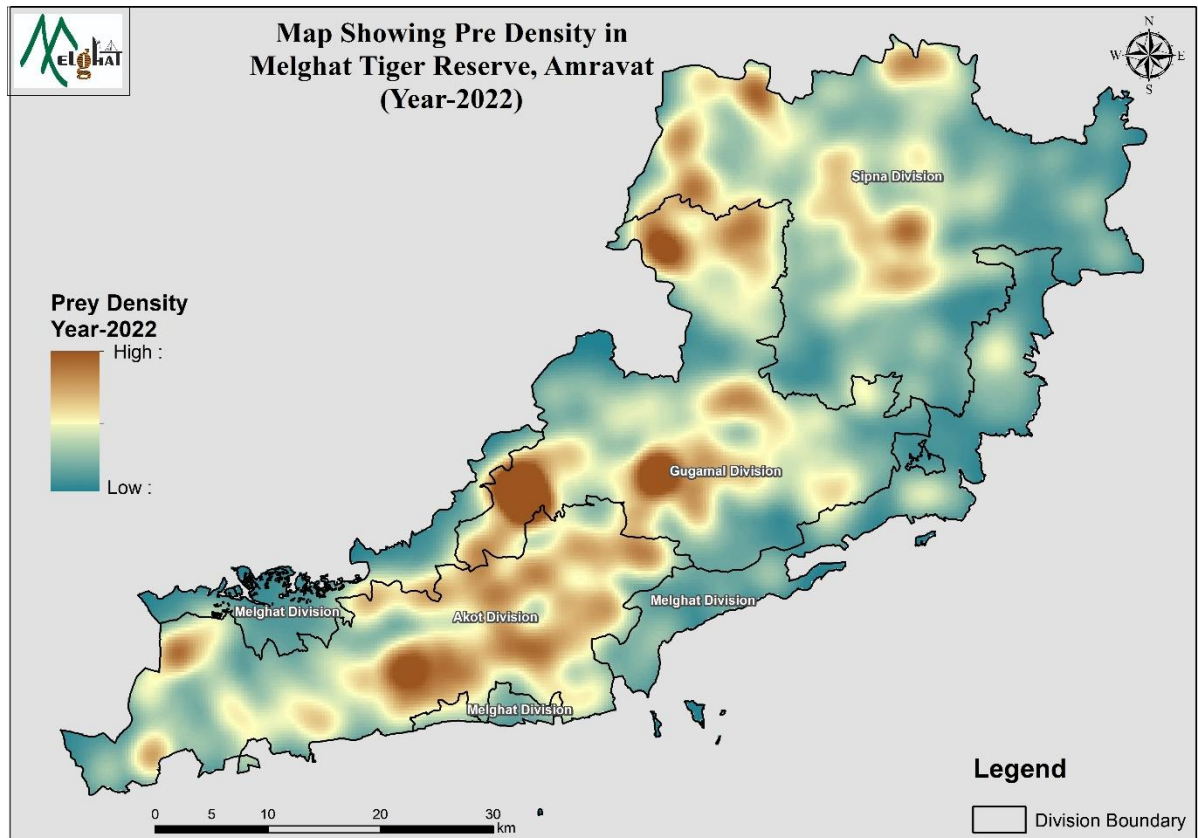 MELGHAT
Map Showing Pre Density in
Melghat Tiger Reserve, Amravat
(Year-2022)
N
W
E
S
Sipna Division
Prey Density
Year-2022
High :
Low :
Gugamal Division
Melghat Division
Akot Division
Melghat Division
Melghat Division
Legend
Division Boundary
0 5 10 20 30
km